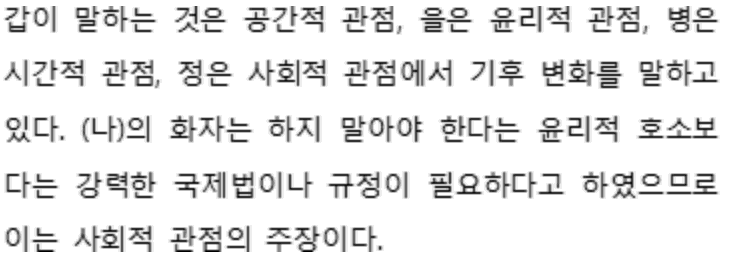 갑이 말하는 것은 공간적 관점, 을은 윤리적 관점, 병은
시간적 관점, 정은 사회적 관점에서 기후 변화를 말하고
있다. (나)의 화자는 하지 말아야 한다는 윤리적 호소보
다는 강력한 국제법이나 규정이 필요하다고 하였으므로
이는 사회적 관점의 주장이다.